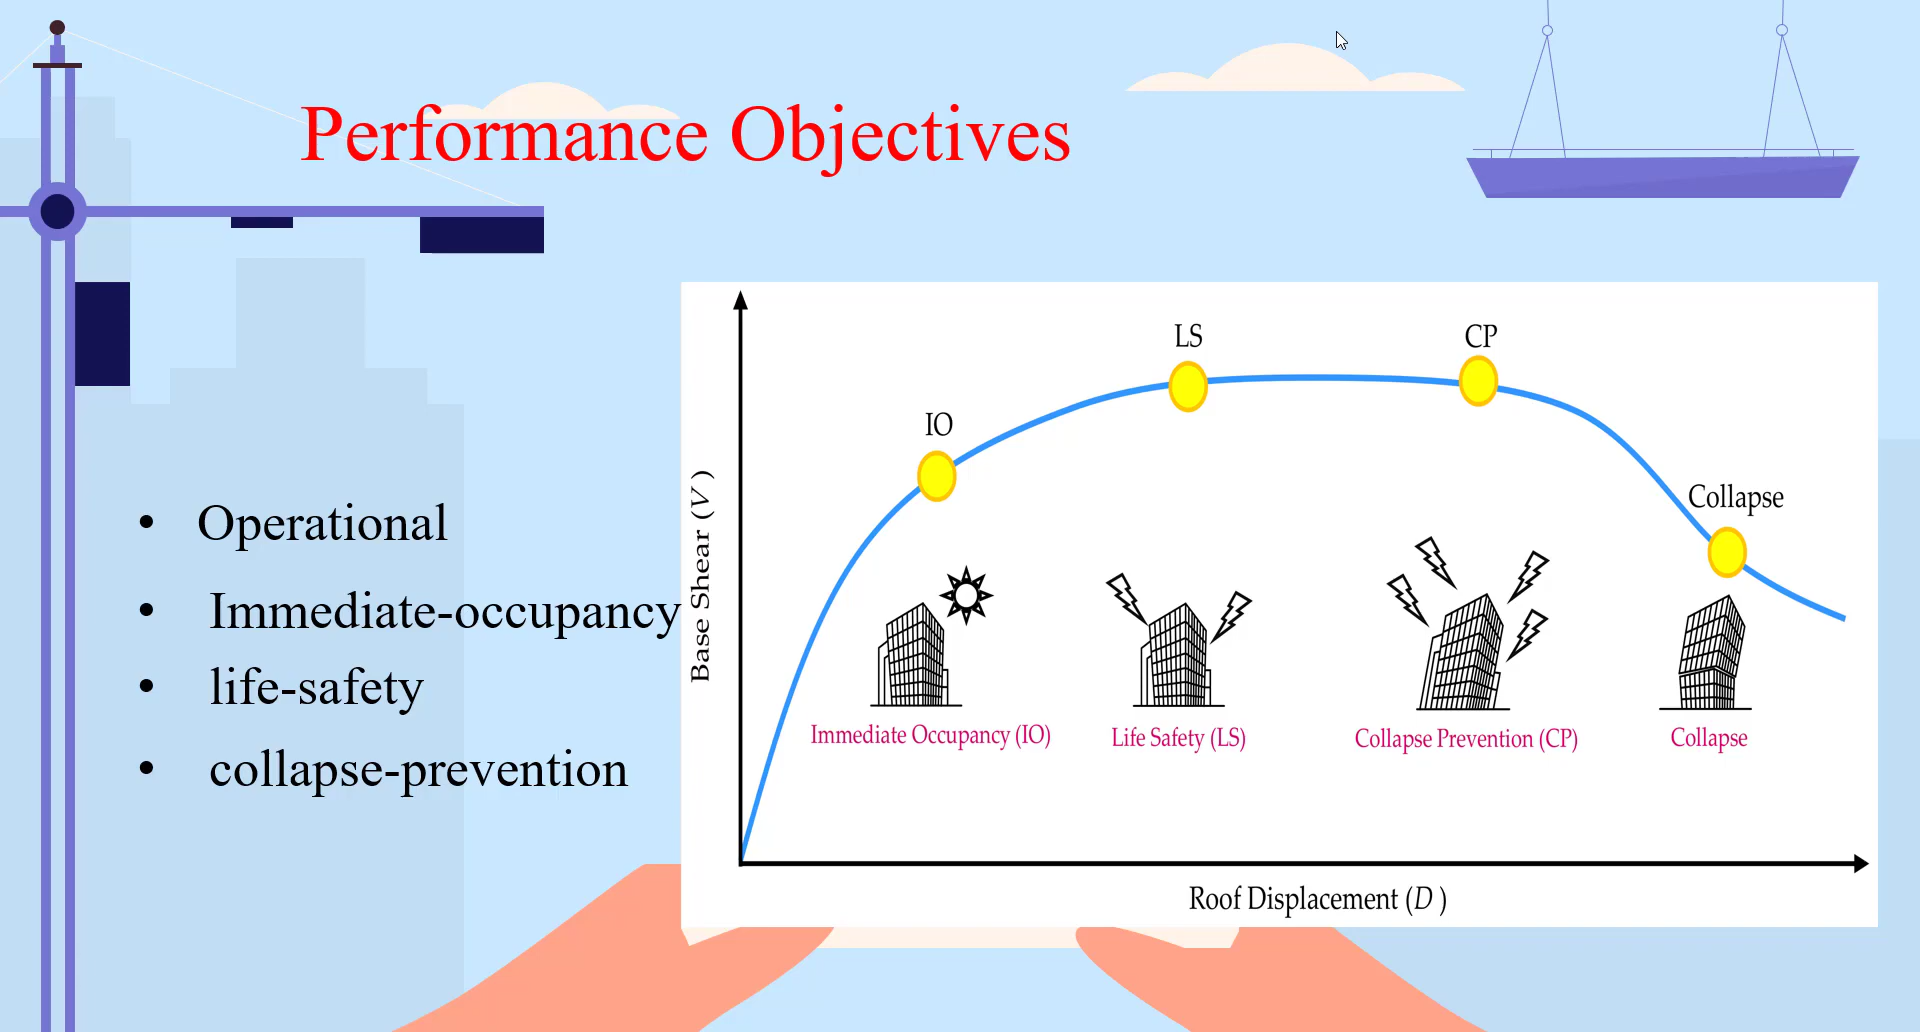 Performance Objectives
• Operational
• Immediate-occupancy
• life-safety
• collapse-prevention
Base Shear (V)
IO
LS
CP
Collapse
Immediate Occupancy (IO)
Life Safety (LS)
Collapse Prevention (CP)
Collapse
Roof Displacement (D)